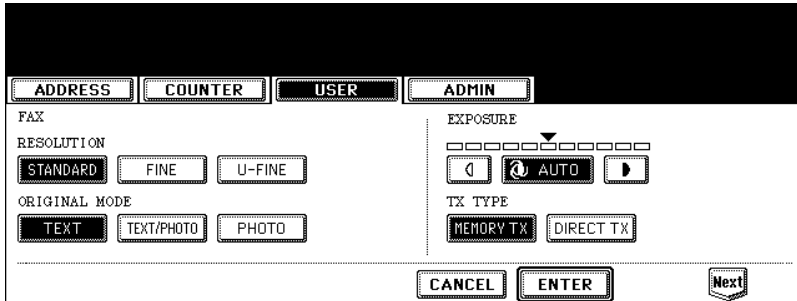 ADDRESS COUNTER USER ADMIN
FAX
RESOLUTION
STANDARD FINE U-FINE
ORIGINAL MODE
TEXT TEXT/PHOTO PHOTO
EXPOSURE
AUTO
TX TYPE
MEMORY TX DIRECT TX
CANCEL ENTER Next